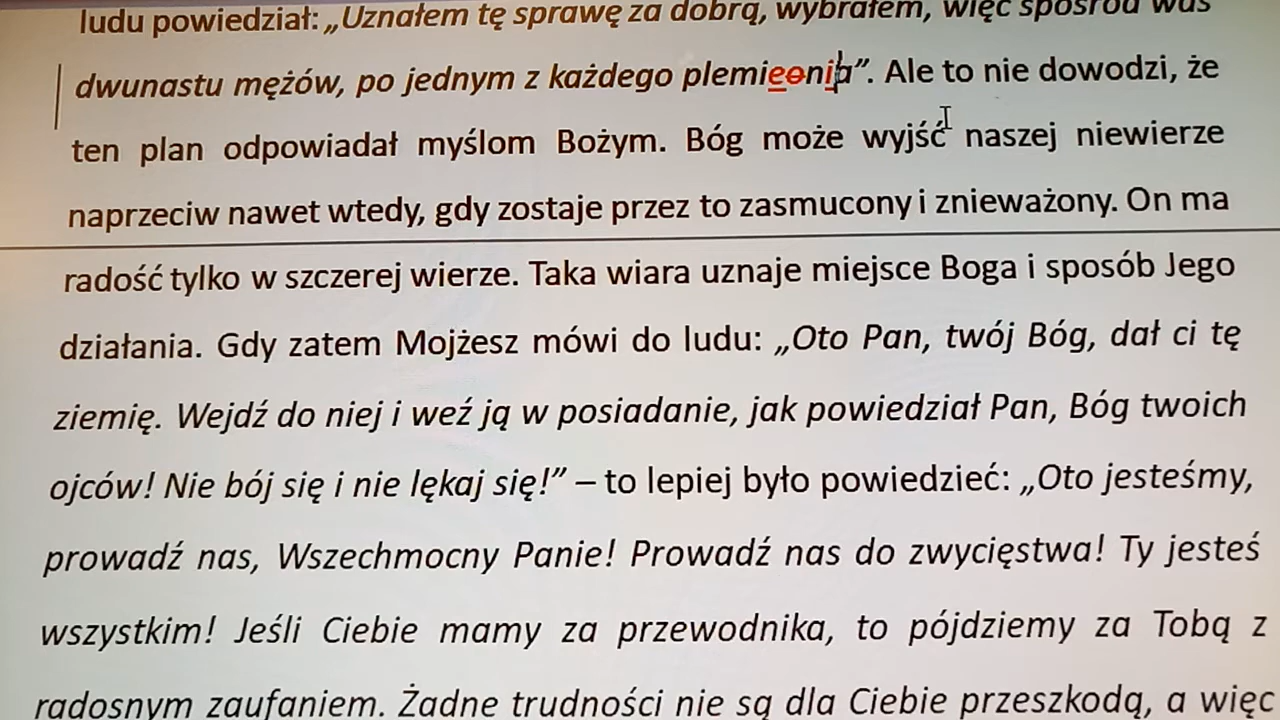 ludu powiedział: „Uznałem tę sprawę za dobrą, wybrałem, więc spośród was
dwunastu mężów, po jednym z każdego”. Ale to nie dowodzi, że
ten plan odpowiadał myślom Bożym. Bóg może wyjść naszej niewierze
naprzeciw nawet wtedy, gdy zostaje przez to zasmucony i znieważony. On ma
radość tylko w szczerej wierze. Taka wiara uznaje miejsce Boga i sposób Jego
działania. Gdy zatem Mojżesz mówi do ludu: „Oto Pan, twój Bóg, dał ci tę
ziemię. Wejdź do niej i weź ją w posiadanie, jak powiedział Pan, Bóg twoich
ojców! Nie bój się i nie lękaj się!” – to lepiej było powiedzieć: „Oto jesteśmy,
prowadź nas, Wszechmocny Panie! Prowadź nas do zwycięstwa! Ty jesteś
wszystkim! Jeśli Ciebie mamy za przewodnika, to pójdziemy za Tobą z
radosnym zaufaniem. Żadne trudności nie są dla Ciebie przeszkodą, a więc